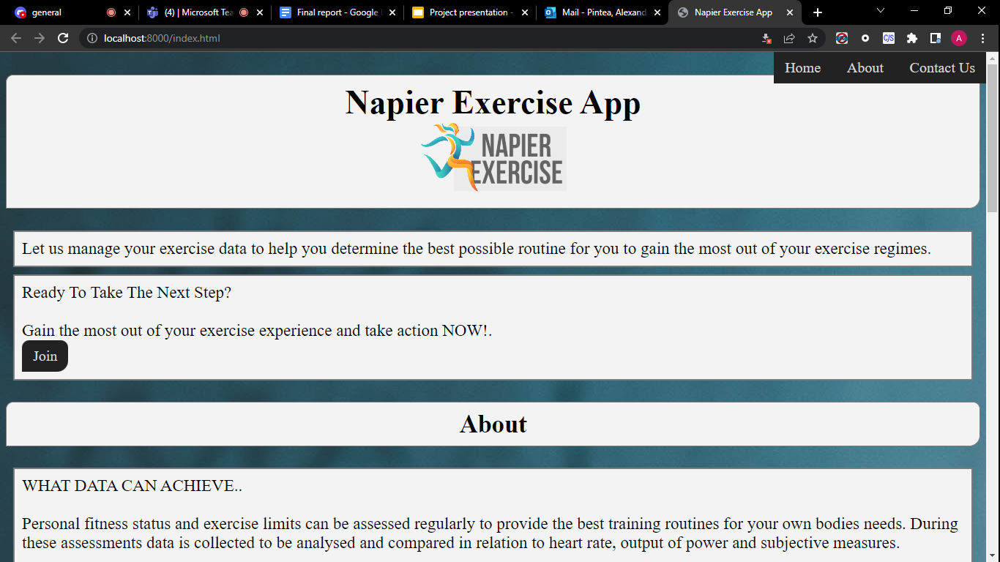 general
(4) | Microsoft Tea
Final report - Google
Project presentation -
Mail - Pintea, Alexand
Napier Exercise App
localhost:8000/index.html
C/S
A
Home About Contact Us
Napier Exercise App
NAPIER
EXERCISE
Let us manage your exercise data to help you determine the best possible routine for you to gain the most out of your exercise regimes.
Ready To Take The Next Step?
Gain the most out of your exercise experience and take action NOW!.
Join
About
WHAT DATA CAN ACHIEVE..
Personal fitness status and exercise limits can be assessed regularly to provide the best training routines for your own bodies needs. During
these assessments data is collected to be analysed and compared in relation to heart rate, output of power and subjective measures.